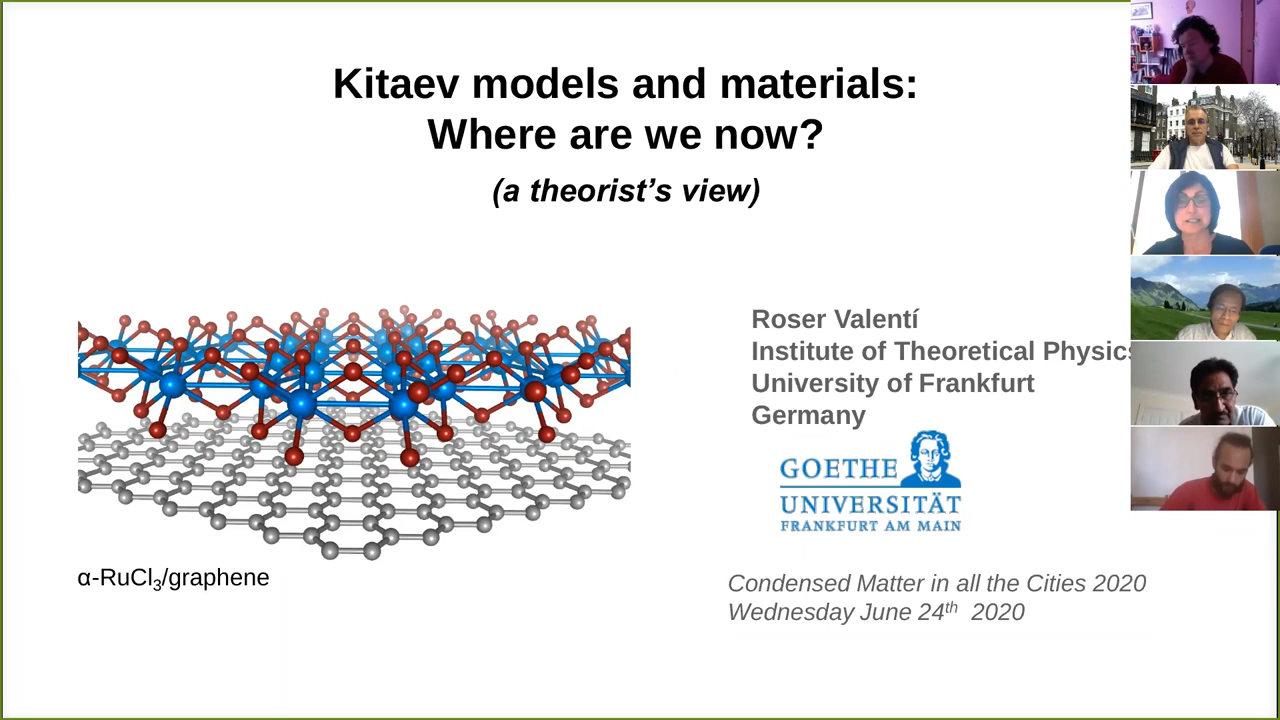 Kitaev models and materials:
Where are we now?
(a theorist’s view)
Roser Valentí
Institute of Theoretical Physics
University of Frankfurt
Germany
GOETHE
UNIVERSITÄT
FRANKFURT AM MAIN
α-RuCl₃/graphene
Condensed Matter in all the Cities 2020
Wednesday June 24th 2020